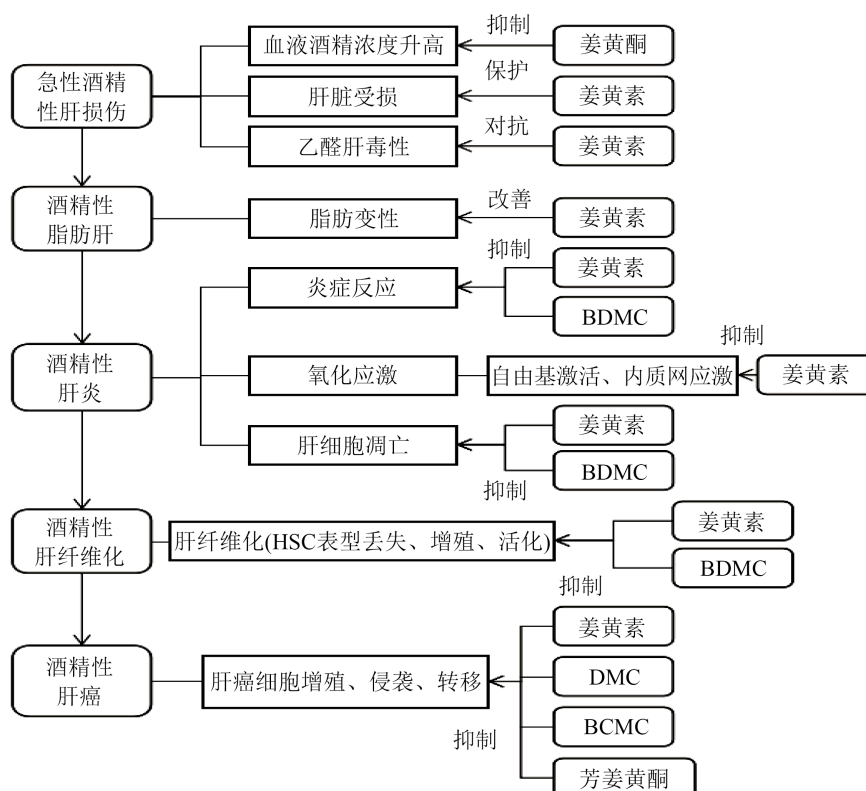 抑制
血液酒精浓度升高
姜黄酮
急性酒精
性肝损伤
保护
肝脏受损
姜黄素
对抗
乙醛肝毒性
姜黄素
酒精性
脂肪肝
改善
脂肪变性
姜黄素
抑制
姜黄素
炎症反应
BDMC
酒精性
肝炎
抑制
氧化应激
自由基激活、内质网应激
姜黄素
姜黄素
肝细胞凋亡
BDMC
抑制
酒精性
肝纤维化
肝纤维化(HSC表型丢失、增殖、活化)
姜黄素
BDMC
抑制
酒精性
肝癌
肝癌细胞增殖、侵袭、转移
姜黄素
DMC
BCMC
抑制
芳姜黄酮